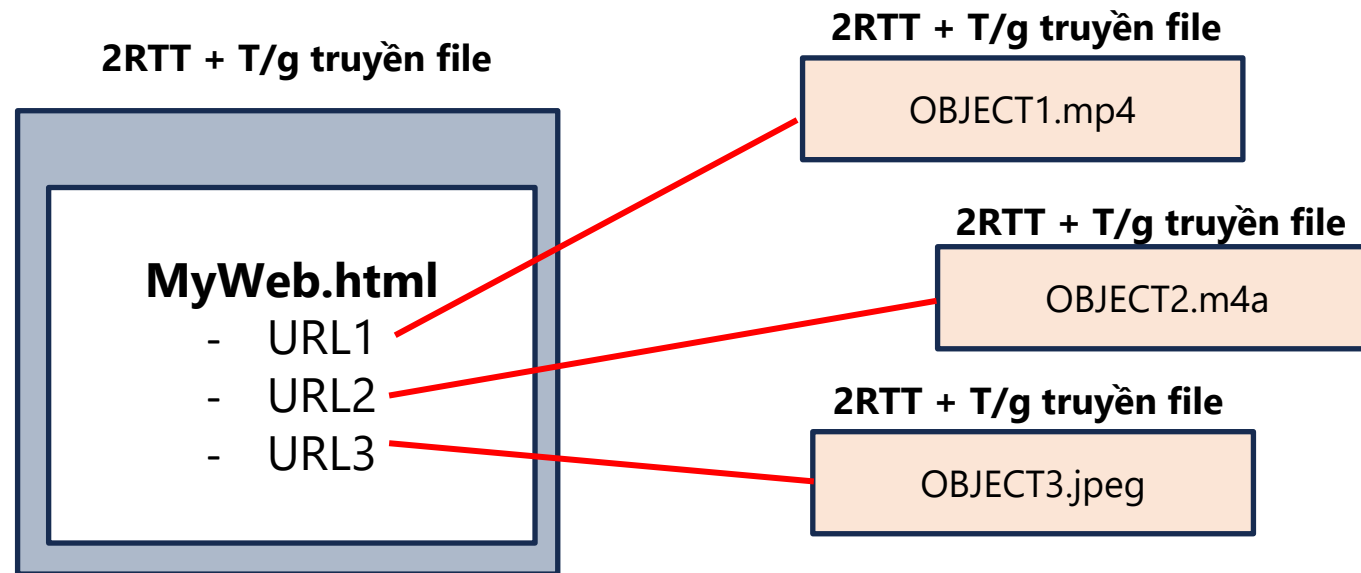 2RTT + T/g truyền file
MyWeb.html
- URL1
- URL2
- URL3
2RTT + T/g truyền file
OBJECT1.mp4
2RTT + T/g truyền file
OBJECT2.m4a
2RTT + T/g truyền file
OBJECT3.jpeg